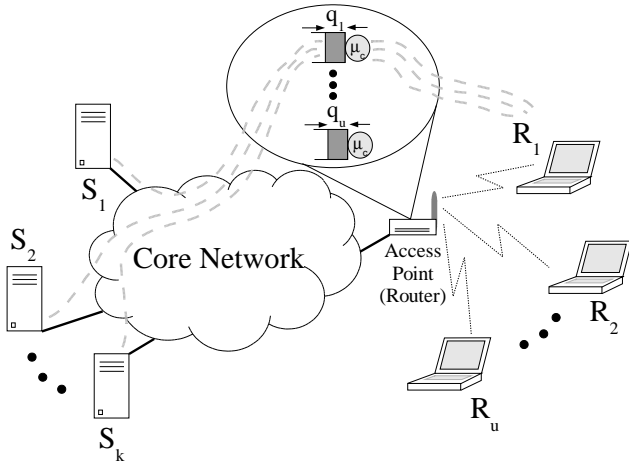 q1
μc
qu
μc
R1
S1
S2
Core Network
Access
Point
(Router)
R2
Sk
Ru